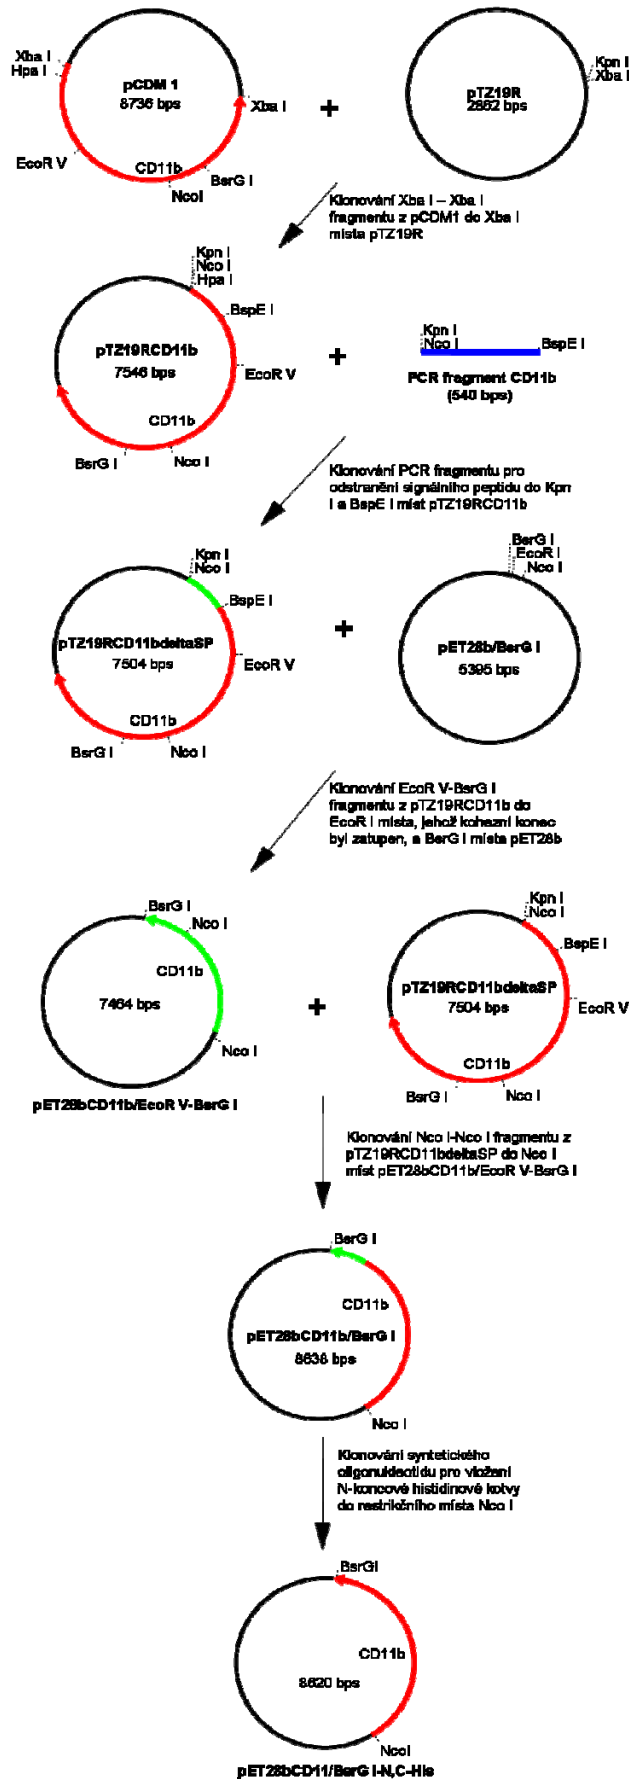 Xba I
Hpa I
pCDM 1
8736 bps
Xba I
EcoR V
CD11b
BsrG I
NcoI
+
Kpn I
Xba I
pTZ19R
2862 bps
Klonování Xba I – Xba I
fragmentu z pCDM1 do Xba I
místa pTZ19R
Kpn I
Nco I
Hpa I
BspE I
pTZ19RCD11b
7546 bps
EcoR V
CD11b
BsrG I
Nco I
+
Kpn I
Nco I
BspE I
PCR fragment CD11b
(540 bps)
Klonování PCR fragmentu pro
odstranění signálního peptidu do Kpn
I a BspE I míst pTZ19RCD11b
Kpn I
Nco I
BspE I
pTZ19RCD11bdeltaSP
7504 bps
EcoR V
CD11b
BsrG I
Nco I
+
BsrG I
EcoR I
Nco I
pET28b/BsrG I
5395 bps
Klonování EcoR V-BsrG I
fragmentu z pTZ19RCD11b do
EcoR I místa, jehož kohezní konec
byl zatupen, a BsrG I místa pET28b
BsrG I
Nco I
CD11b
7464 bps
Nco I
pET28bCD11b/EcoR V-BsrG I
+
Kpn I
Nco I
BspE I
pTZ19RCD11bdeltaSP
7504 bps
EcoR V
CD11b
BsrG I
Nco I
Klonování Nco I-Nco I fragmentu z
pTZ19RCD11bdeltaSP do Nco I
míst pET28bCD11b/EcoR V-BsrG I
BsrG I
CD11b
pET28bCD11b/BsrG I
8638 bps
Nco I
Klonování syntetického
oligonukleotidu pro vložení
N-koncové histidinové kotvy
do restrikčního místa Nco I
BsrGI
CD11b
8620 bps
NcoI
pET28bCD11/BsrG I-N,C-His